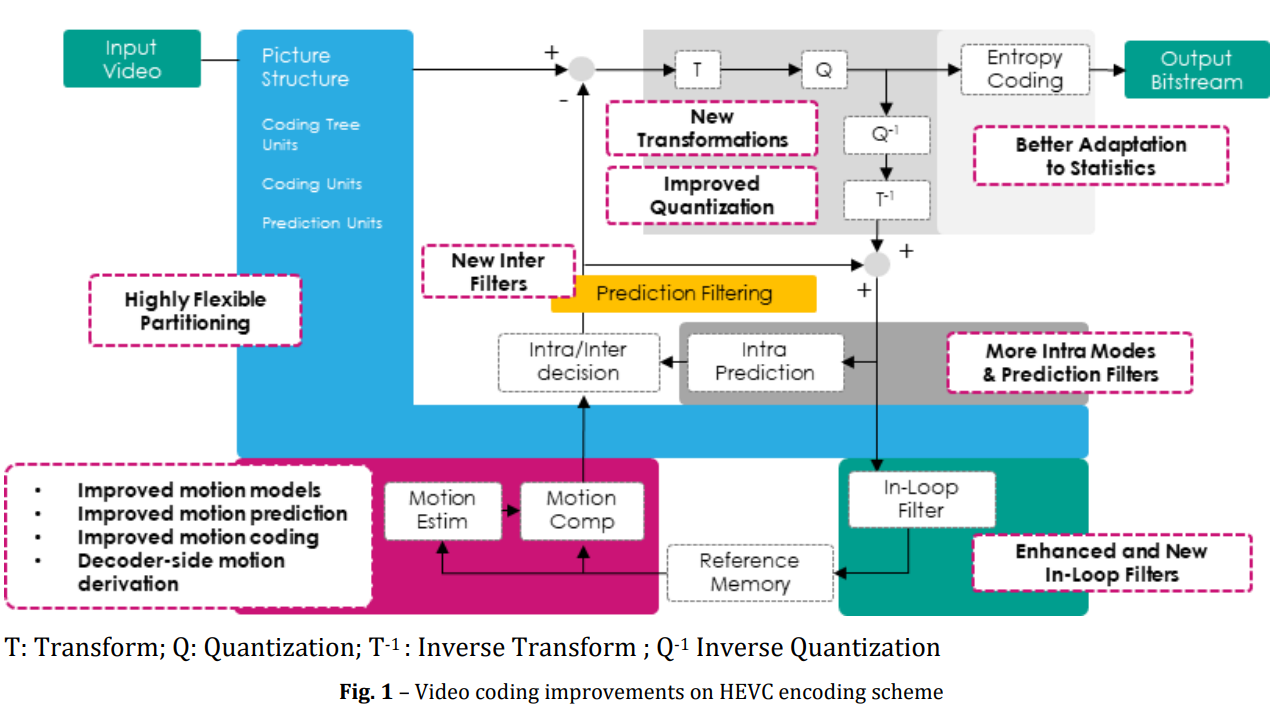 Input
Video
Picture
Structure
Coding Tree
Units
Coding Units
Prediction Units
+
-
T
Q
Entropy
Coding
Output
Bitstream
New
Transformations
Improved
Quantization
Q-1
T-1
Better Adaptation
to Statistics
+
+
New Inter
Filters
Prediction Filtering
Highly Flexible
Partitioning
Intra/Inter
decision
Intra
Prediction
More Intra Modes
& Prediction Filters
• Improved motion models
• Improved motion prediction
• Improved motion coding
• Decoder-side motion
derivation
Motion
Estim
Motion
Comp
In-Loop
Filter
Reference
Memory
Enhanced and New
In-Loop Filters
T: Transform; Q: Quantization; T-1 : Inverse Transform ; Q-1 Inverse Quantization
Fig. 1 – Video coding improvements on HEVC encoding scheme